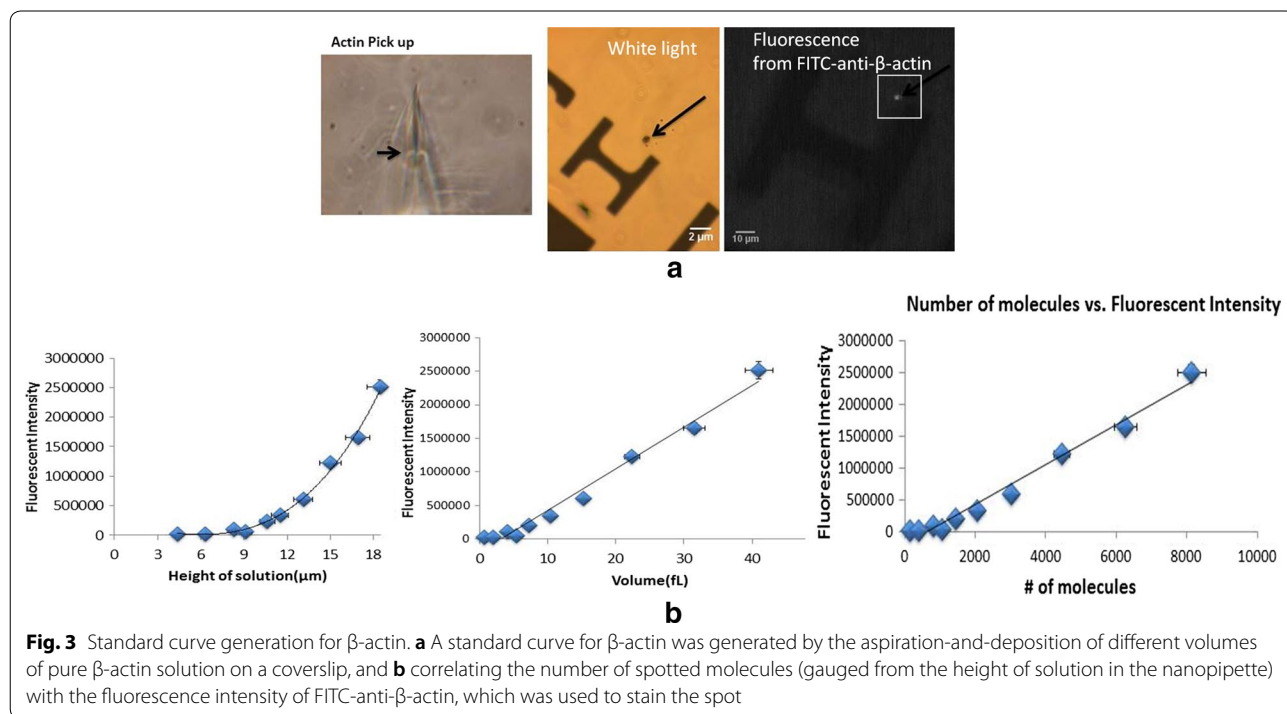 Actin Pick up
White light
2 µm
Fluorescence
from FITC-anti-β-actin
10 µm
a
Fluorescent Intensity
3000000
2500000
2000000
1500000
1000000
500000
0
0 3 6 9 12 15 18
Height of solution(µm)
Fluorescent Intensity
3000000
2500000
2000000
1500000
1000000
500000
0
0 10 20 30 40
Volume(fL)
Number of molecules vs. Fluorescent Intensity
Fluorescent Intensity
3000000
2500000
2000000
1500000
1000000
500000
0
0 2000 4000 6000 8000 10000
# of molecules
b
Fig. 3 Standard curve generation for β-actin. a A standard curve for β-actin was generated by the aspiration-and-deposition of different volumes
of pure β-actin solution on a coverslip, and b correlating the number of spotted molecules (gauged from the height of solution in the nanopipette)
with the fluorescence intensity of FITC-anti-β-actin, which was used to stain the spot